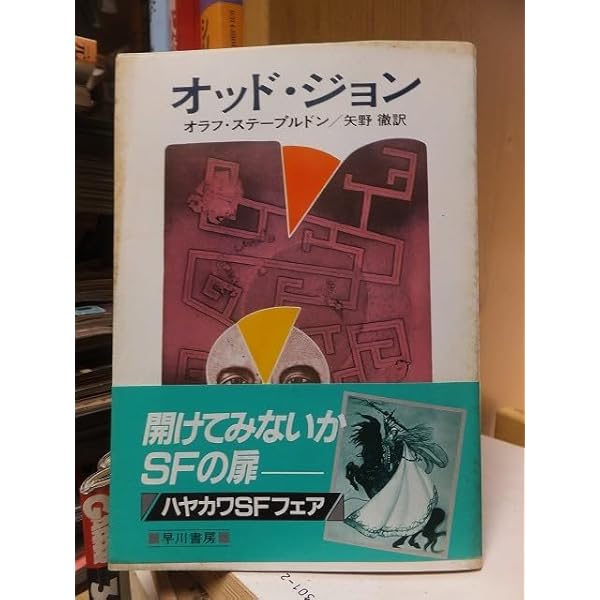 オッド・ジョン
オラフ・ステープルドン/矢野 徹訳
開けてみないか
SFの扉――
ハヤカワSFフェア
早川書房
301-2